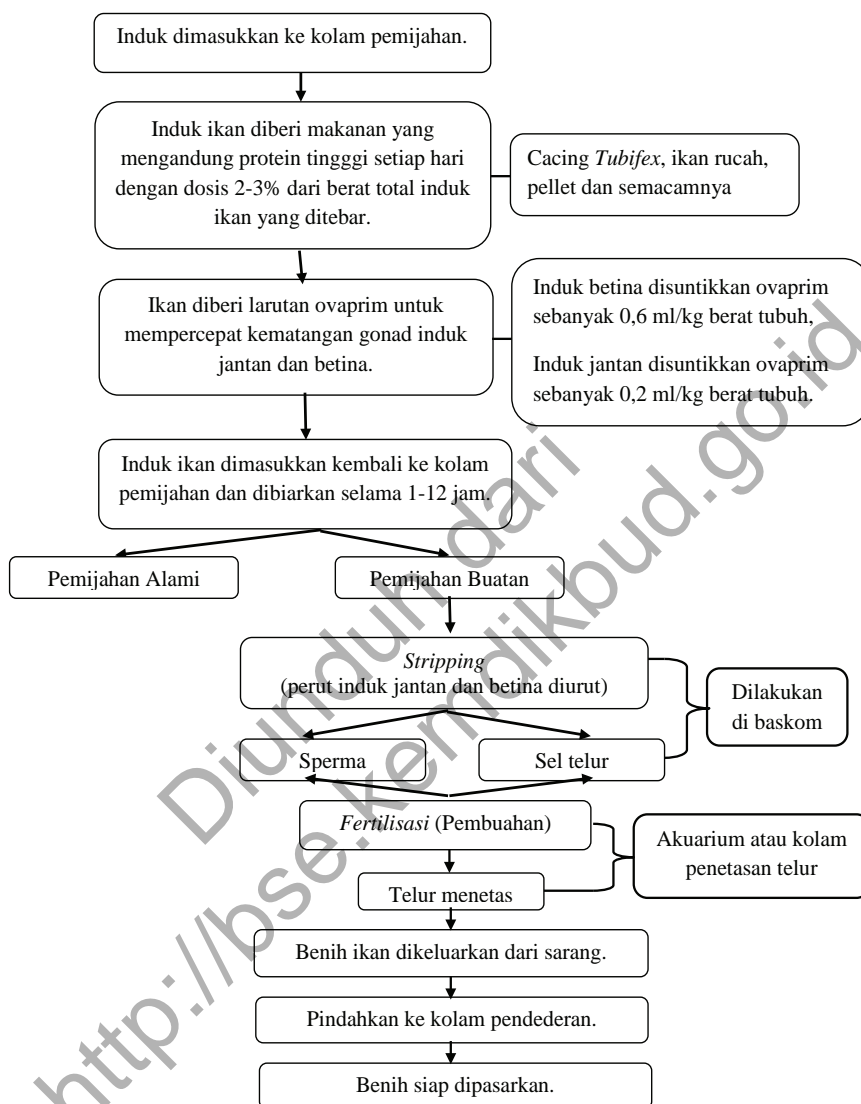 Induk dimasukkan ke kolam pemijahan.
Induk ikan diberi makanan yang
mengandung protein tingggi setiap hari
dengan dosis 2-3% dari berat total induk
ikan yang ditebar.
Cacing Tubifex, ikan rucah,
pellet dan semacamnya
Ikan diberi larutan ovaprim untuk
mempercepat kematangan gonad induk
jantan dan betina.
Induk betina disuntikkan ovaprim
sebanyak 0,6 ml/kg berat tubuh,
Induk jantan disuntikkan ovaprim
sebanyak 0,2 ml/kg berat tubuh.
Induk ikan dimasukkan kembali ke kolam
pemijahan dan dibiarkan selama 1-12 jam.
Pemijahan Alami
Pemijahan Buatan
Stripping
(perut induk jantan dan betina diurut)
Dilakukan
di baskom
Sperma
Sel telur
Fertilisasi (Pembuahan)
Akuarium atau kolam
penetasan telur
Telur menetas
Benih ikan dikeluarkan dari sarang.
Pindahkan ke kolam pendederan.
Benih siap dipasarkan.
Diunduh dari
http://bse.kemdikbud.go.id